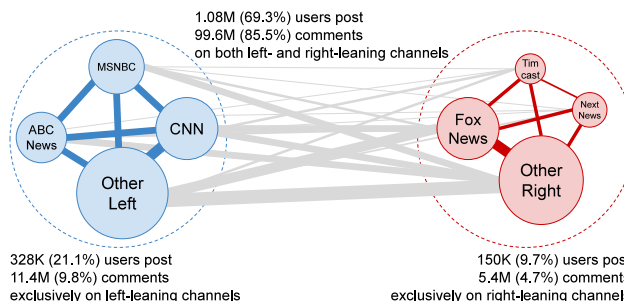 1.08M (69.3%) users post
99.6M (85.5%) comments
on both left- and right-leaning channels
MSNBC
ABC
News
CNN
Other
Left
Tim
cast
Next
News
Fox
News
Other
Right
328K (21.1%) users post
11.4M (9.8%) comments
exclusively on left-leaning channels
150K (9.7%) users post
5.4M (4.7%) comments
exclusively on right-leaning channels